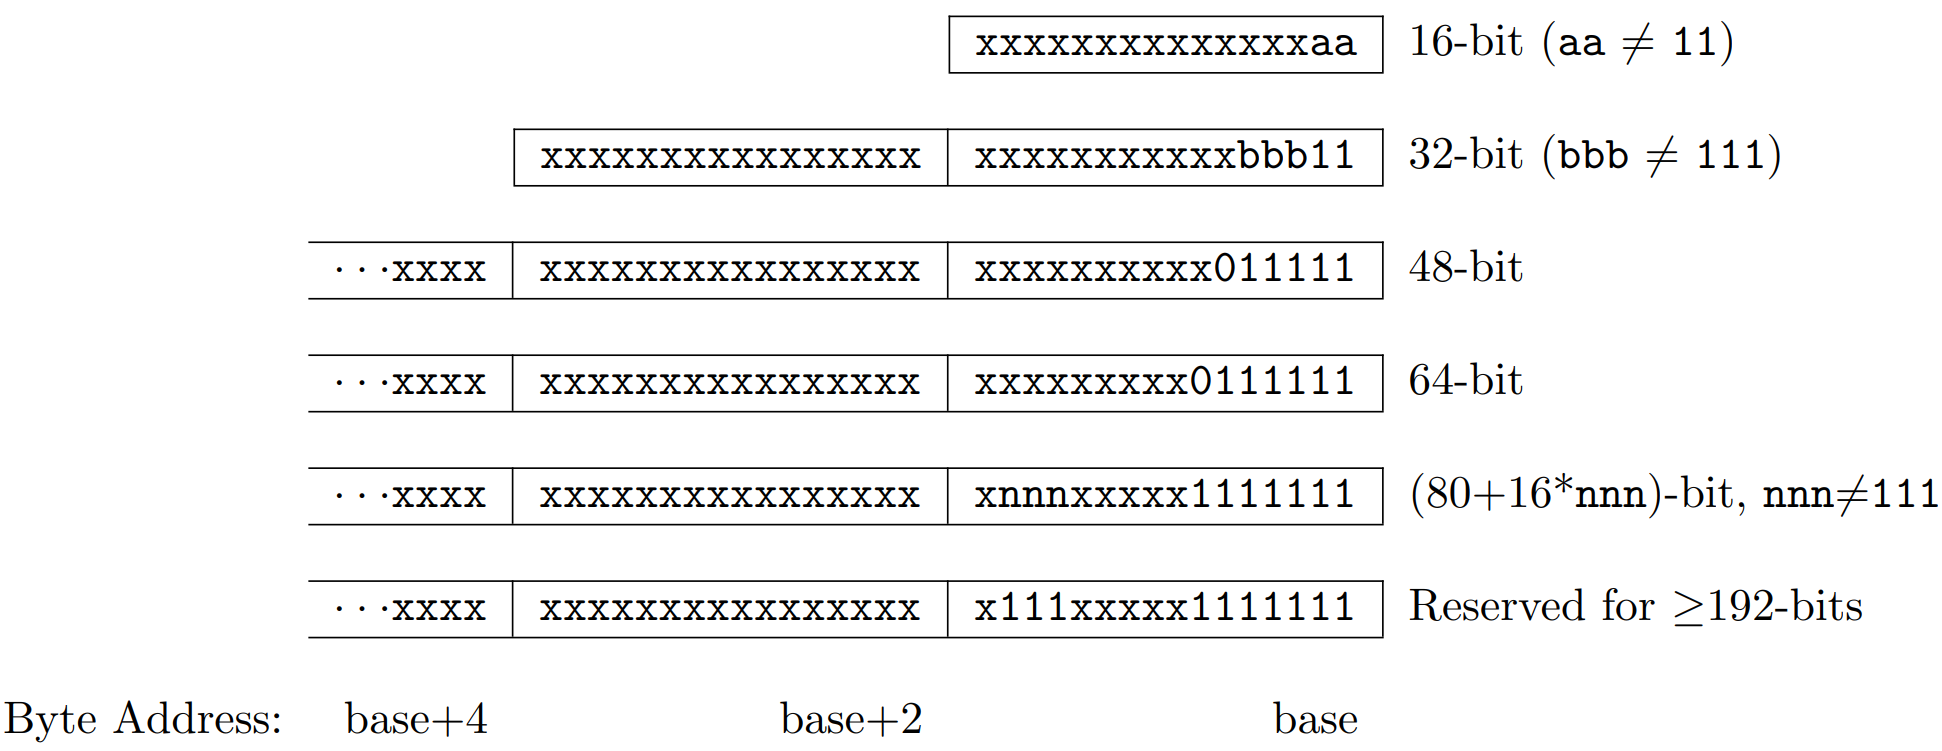 xxxxxxxxxxxxxxaa 16-bit (aa ≠ 11)
xxxxxxxxxxxxxxxx xxxxxxxxxxxbbb11 32-bit (bbb ≠ 111)
···xxxx xxxxxxxxxxxxxxxx xxxxxxxxxx011111 48-bit
···xxxx xxxxxxxxxxxxxxxx xxxxxxxxx0111111 64-bit
···xxxx xxxxxxxxxxxxxxxx xnnnxxxxx1111111 (80+16*nnn)-bit, nnn≠111
···xxxx xxxxxxxxxxxxxxxx x111xxxxx1111111 Reserved for ≥192-bits
Byte Address: base+4 base+2 base